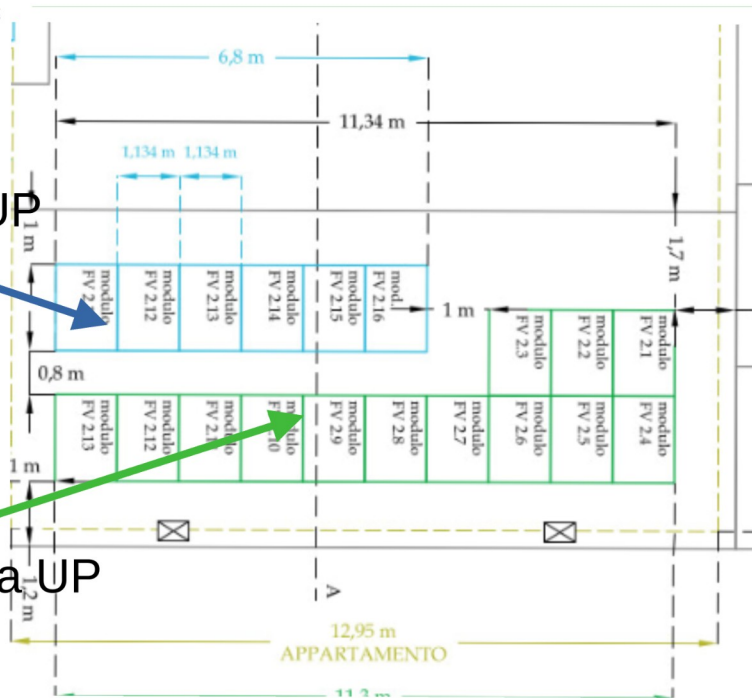 6,8 m
11,34 m
1,134 m 1,134 m
UP
1 m
1,7 m
modulo
FV 2.12
modulo
FV 2.13
modulo
FV 2.14
modulo
FV 2.15
mod.
FV 2.16
1 m
modulo
FV 2.3
modulo
FV 2.2
modulo
FV 2.1
0,8 m
modulo
FV 2.13
modulo
FV 2.12
modulo
modulo
FV 2.9
modulo
FV 2.8
modulo
FV 2.7
modulo
FV 2.6
modulo
FV 2.5
modulo
FV 2.4
1 m
a UP
1,2 m
A
12,95 m
APPARTAMENTO
11,3 m